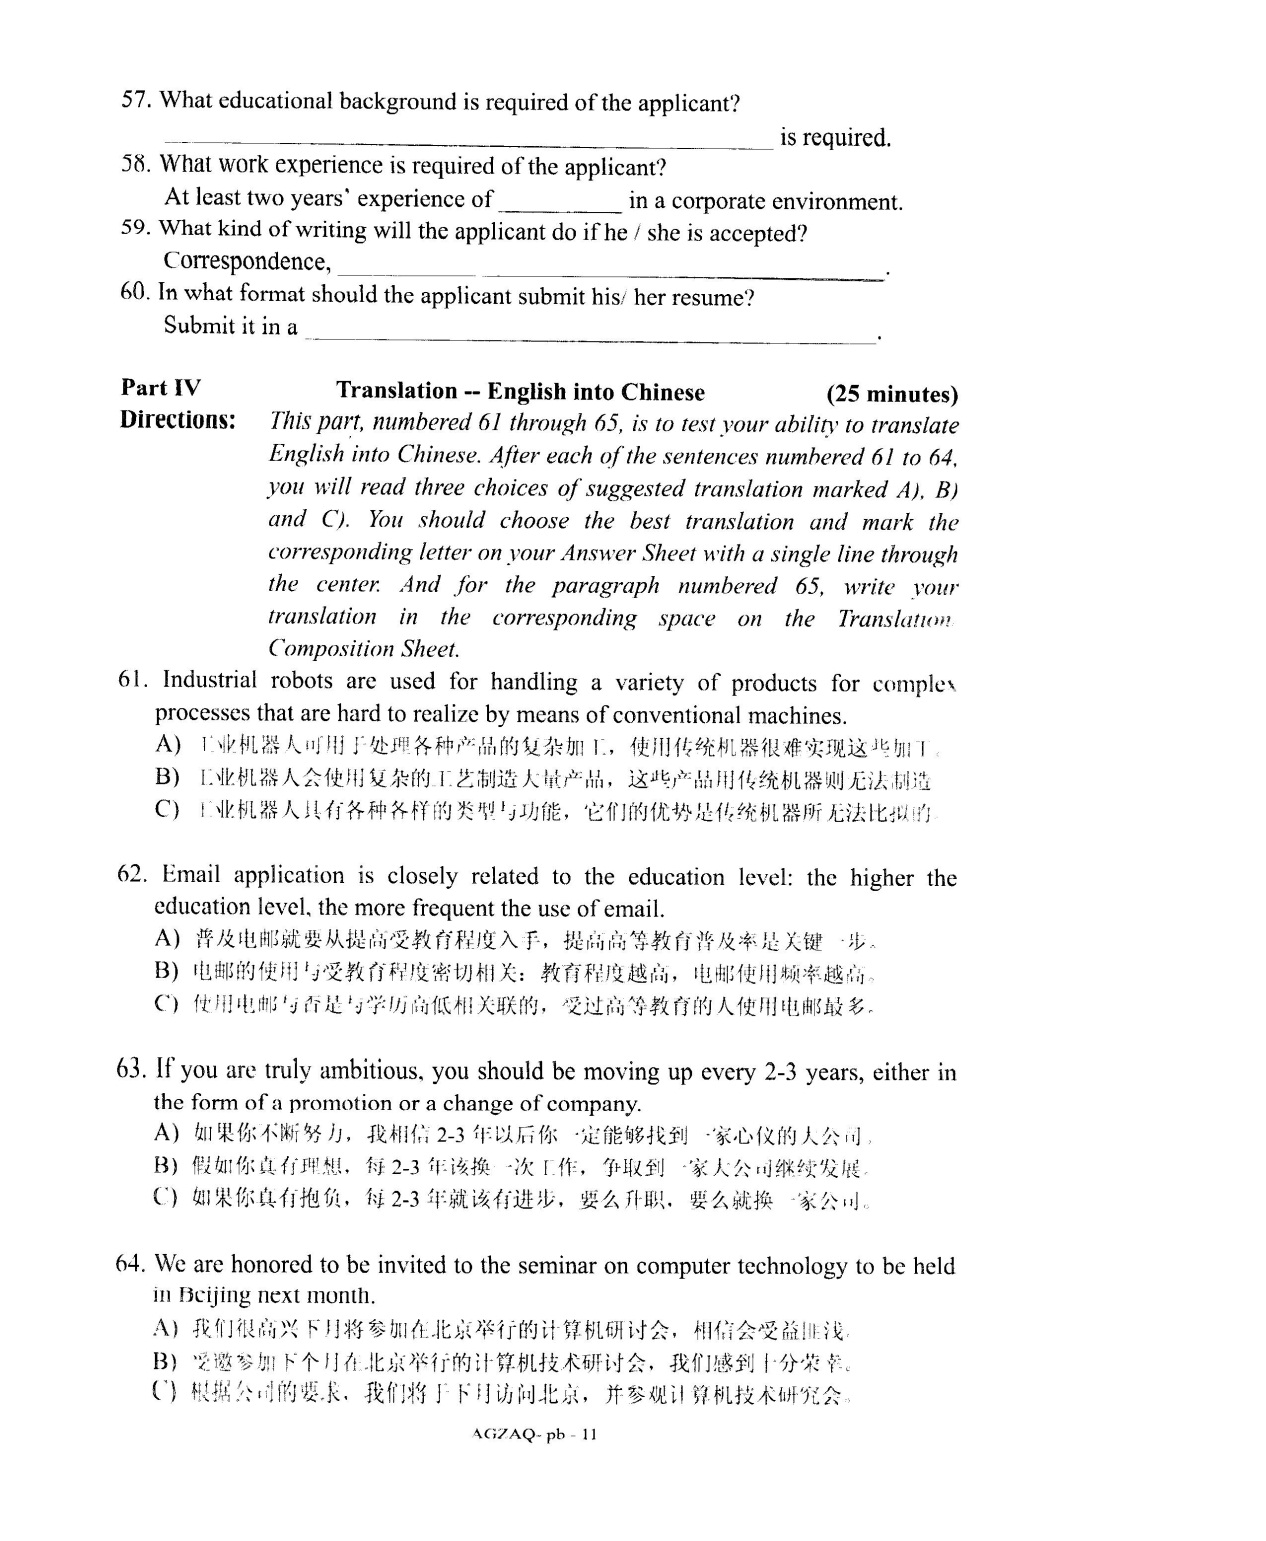 57. What educational background is required of the applicant?
____________________ is required.
58. What work experience is required of the applicant?
At least two years' experience of __________ in a corporate environment.
59. What kind of writing will the applicant do if he / she is accepted?
Correspondence, __________ ____________________.
60. In what format should the applicant submit his/ her resume?
Submit it in a ____________________.
Part IV Translation -- English into Chinese (25 minutes)
Directions: This part, numbered 61 through 65, is to test your ability to translate
English into Chinese. After each of the sentences numbered 61 to 64,
you will read three choices of suggested translation marked A), B)
and C). You should choose the best translation and mark the
corresponding letter on your Answer Sheet with a single line through
the center. And for the paragraph numbered 65, write your
translation in the corresponding space on the Translation
Composition Sheet.
61. Industrial robots are used for handling a variety of products for complex
processes that are hard to realize by means of conventional machines.
A) 工业机器人可用于处理各种产品的复杂加工，使用传统机器很难实现这些加工。
B) 工业机器人会使用复杂的工艺制造大量产品，这些产品用传统机器则无法制造
C) 工业机器人具有各种各样的类型与功能，它们的优势是传统机器所无法比拟的
62. Email application is closely related to the education level: the higher the
education level, the more frequent the use of email.
A) 普及电邮就要从提高受教育程度入手，提高高等教育普及率是关键一步。
B) 电邮的使用与受教育程度密切相关：教育程度越高，电邮使用频率越高。
C) 使用电邮与否是与学历高低相关联的，受过高等教育的人使用电邮最多。
63. If you are truly ambitious, you should be moving up every 2-3 years, either in
the form of a promotion or a change of company.
A) 如果你不断努力，我相信 2-3 年以后你一定能够找到一家心仪的大公司。
B) 假如你真有理想，每 2-3 年该换一次工作，争取到一家大公司继续发展。
C) 如果你真有抱负，每 2-3 年就该有进步，要么升职，要么就换一家公司。
64. We are honored to be invited to the seminar on computer technology to be held
in Beijing next month.
A) 我们很高兴下月将参加在北京举行的计算机研讨会，相信会受益匪浅。
B) 受邀参加下个月在北京举行的计算机技术研讨会，我们感到十分荣幸。
C) 根据公司的要求，我们将于下月访问北京，并参观计算机技术研究会。
AGZAQ- pb - 11